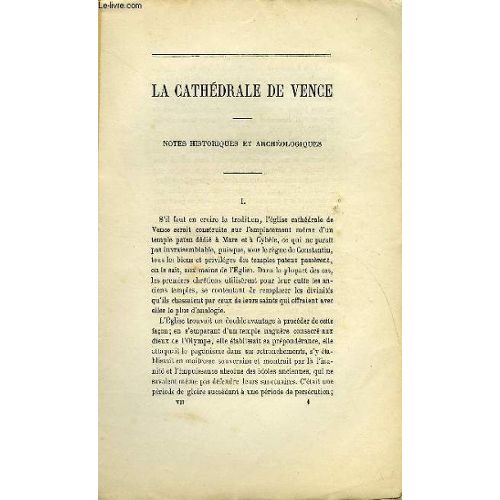 Le-livre.com
LA CATHÉDRALE DE VENCE
NOTES HISTORIQUES ET ARCHÉOLOGIQUES
I.
S'il faut en croire la tradition, l'église cathédrale de
Vence serait construite sur l'emplacement même d'un
temple païen dédié à Mars et à Cybèle, ce qui ne paraît
pas invraisemblable, puisque, sous le règne de Constantin,
tous les biens et privilèges des temples païens passèrent,
on le sait, aux mains de l'Église. Dans la plupart des cas,
les premiers chrétiens utilisèrent pour leur culte les an-
ciens temples, se contentant de remplacer les divinités
qu'ils chassaient par ceux de leurs saints qui offraient avec
elles le plus d'analogie.
L'Église trouvait un double avantage à procéder de cette
façon; en s'emparant d'un temple naguère consacré aux
dieux de l'Olympe, elle établissait sa prépondérance, elle
attaquait le paganisme dans ses retranchements, s'y éta-
blissait en maîtresse souveraine et montrait par là l'ina-
nité et l'impuissance absolue des idoles anciennes, qui ne
savaient même pas défendre leurs sanctuaires. C'était une
période de gloire succédant à une période de persécution;
VII 1